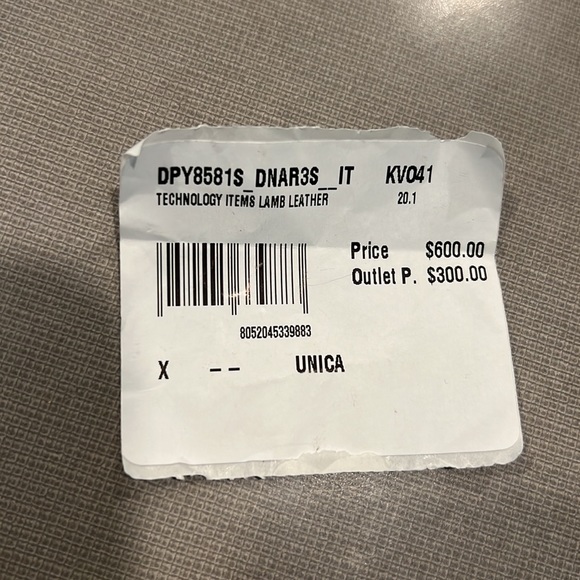 DPY8581S_DNAR3S__IT KV041
TECHNOLOGY ITEMS LAMB LEATHER 20.1
Price $600.00
Outlet P. $300.00
8052045339883
X -- UNICA